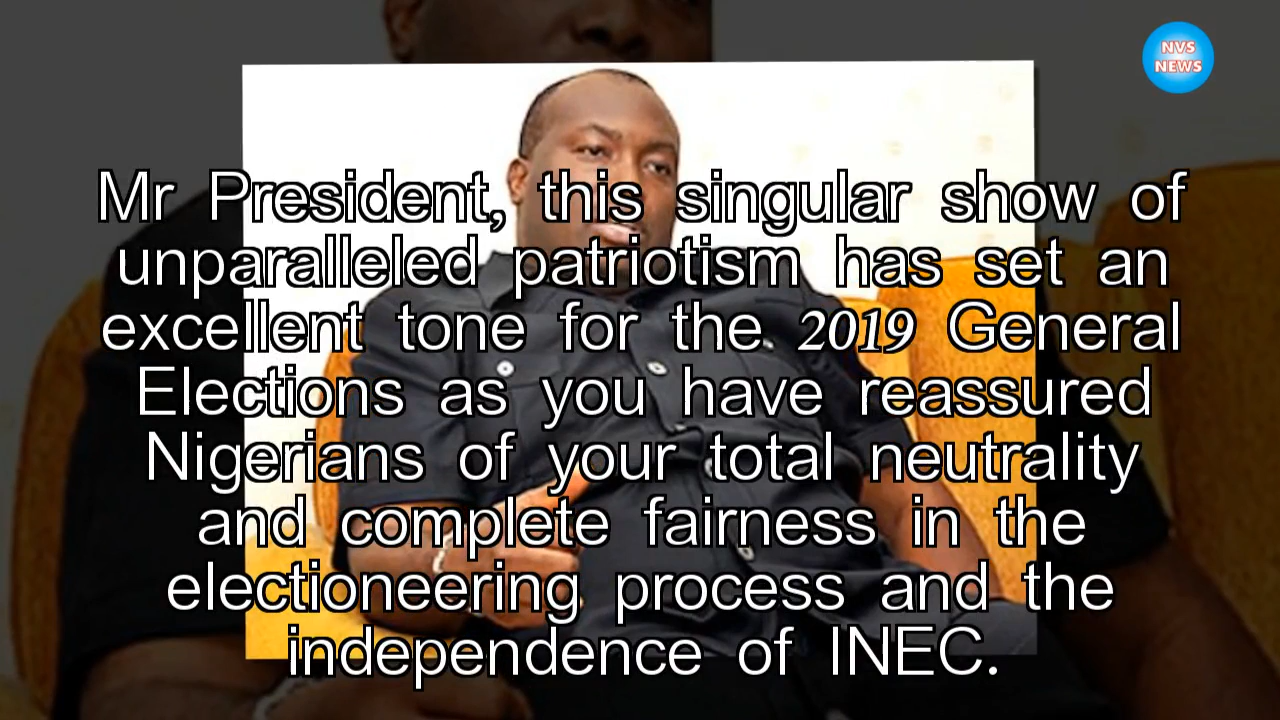 NVS
NEWS
Mr President, this singular show of
unparalleled patriotism has set an
excellent tone for the 2019 General
Elections as you have reassured
Nigerians of your total neutrality
and complete fairness in the
electioneering process and the
independence of INEC.